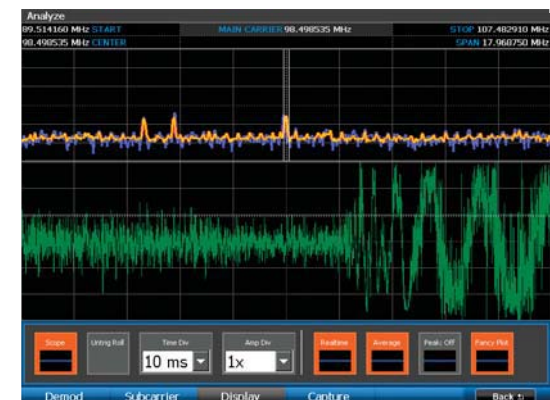 Analyze
89.514160 MHz START MAIN CARRIER 98.498535 MHz STOP 107.482910 MHz
98.498535 MHz CENTER SPAN 17.968750 MHz
Scope Untrig Roll Time Div Amp Div Realtime Average Peak: Off Fancy Plot
10 ms 1x
Demod Subcarrier Display Capture Back